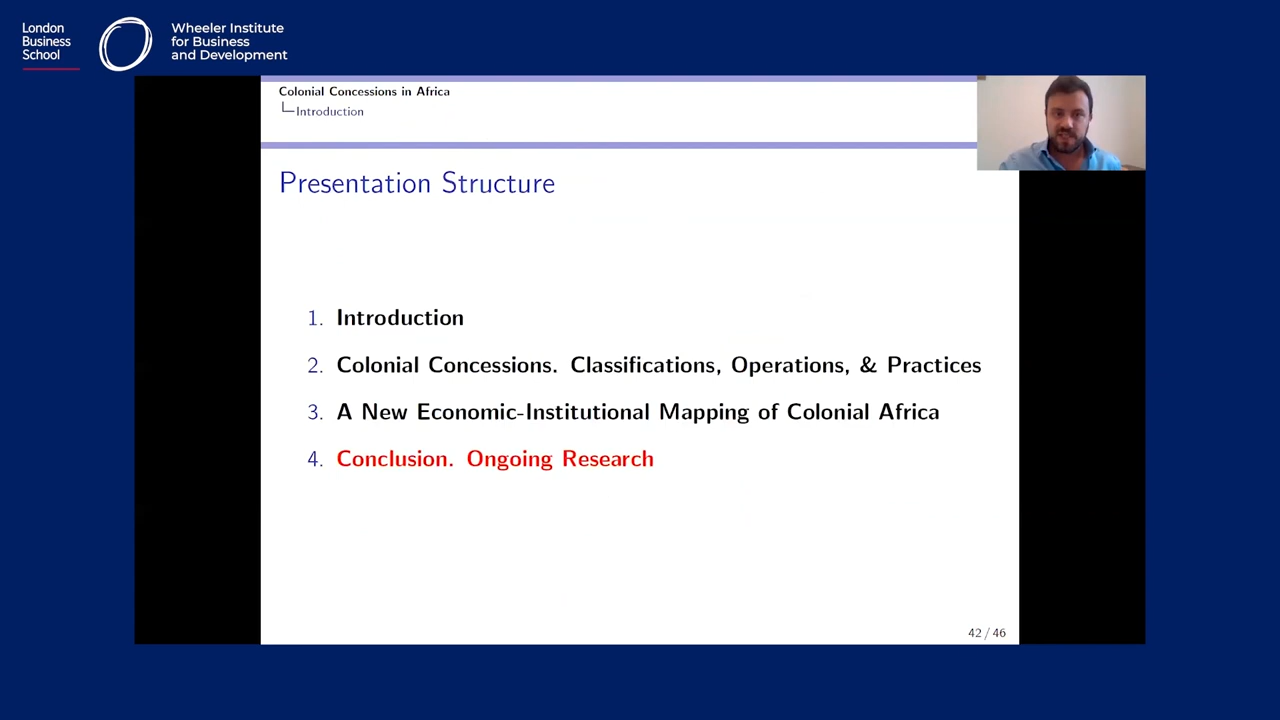 London
Business
School
Wheeler Institute
for Business
and Development
Colonial Concessions in Africa
Introduction
Presentation Structure
1. Introduction
2. Colonial Concessions. Classifications, Operations, & Practices
3. A New Economic-Institutional Mapping of Colonial Africa
4. Conclusion. Ongoing Research
42 / 46